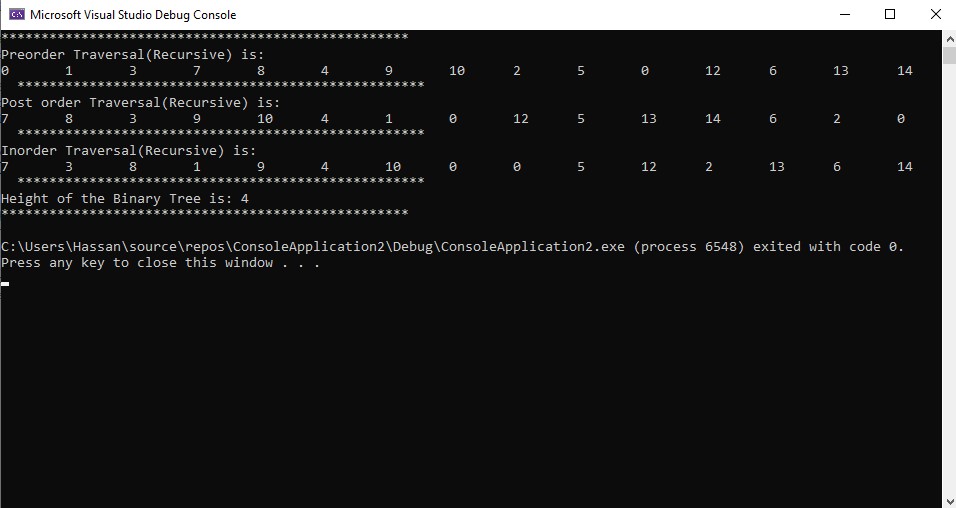 Microsoft Visual Studio Debug Console
***************************************************
Preorder Traversal(Recursive) is:
0 1 3 7 8 4 9 10 2 5 0 12 6 13 14
***************************************************
Post order Traversal(Recursive) is:
7 8 3 9 10 4 1 0 12 5 13 14 6 2 0
***************************************************
Inorder Traversal(Recursive) is:
7 3 8 1 9 4 10 0 0 5 12 2 13 6 14
***************************************************
Height of the Binary Tree is: 4
***************************************************
C:\Users\Hassan\source\repos\ConsoleApplication2\Debug\ConsoleApplication2.exe (process 6548) exited with code 0.
Press any key to close this window . . .